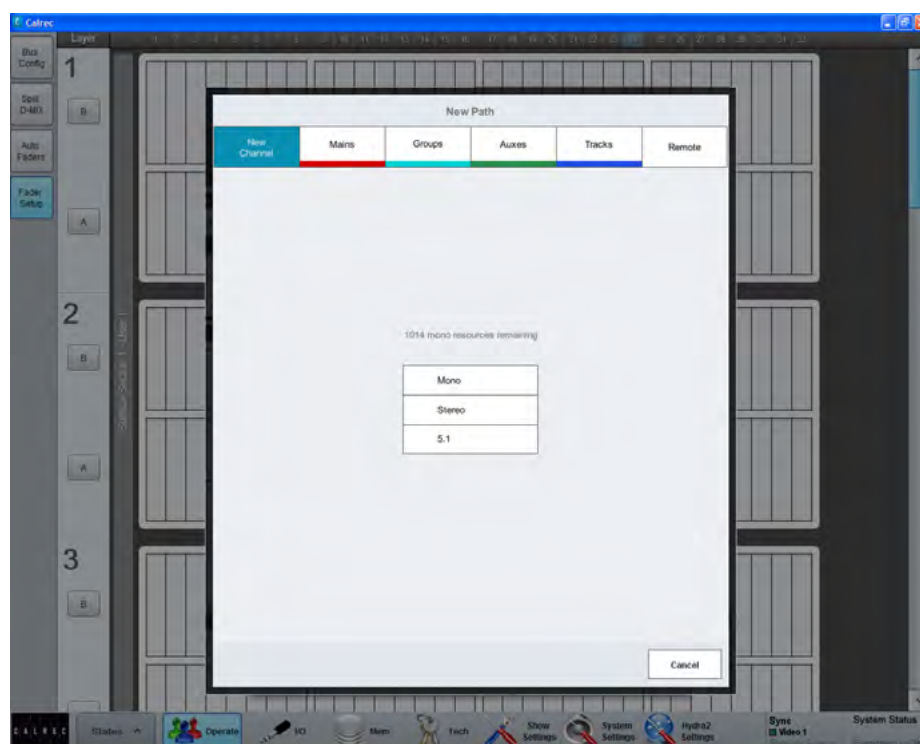 Calrec
Layer
Bus
Config
1
B
Spill
D-483
Auto
Faders
Fader
Setup
A
New Path
New
Channel
Mains
Groups
Auxes
Tracks
Remote
2
B
A
1014 mono resources remaining
Mono
Stereo
5.1
3
B
Cancel
CALREC
Status
Operate
I/O
Mem
Tech
Show
Settings
System
Settings
Hydra2
Settings
Sync
Video 1
System Status